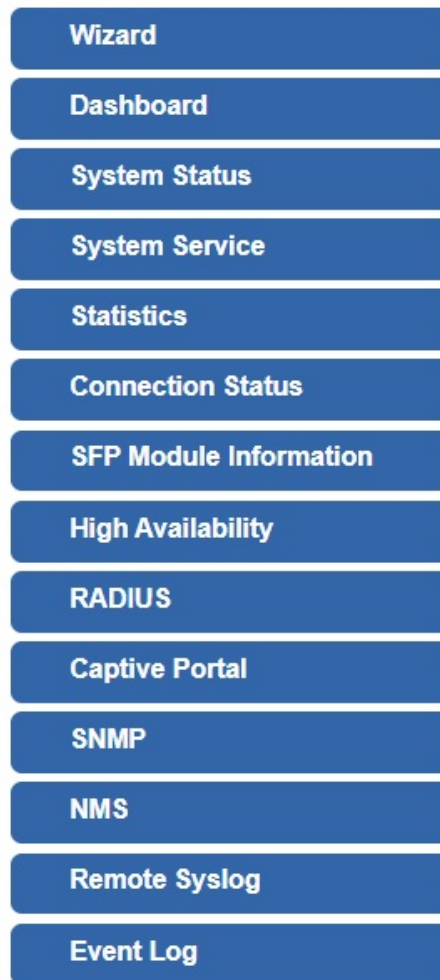 Wizard
Dashboard
System Status
System Service
Statistics
Connection Status
SFP Module Information
High Availability
RADIUS
Captive Portal
SNMP
NMS
Remote Syslog
Event Log